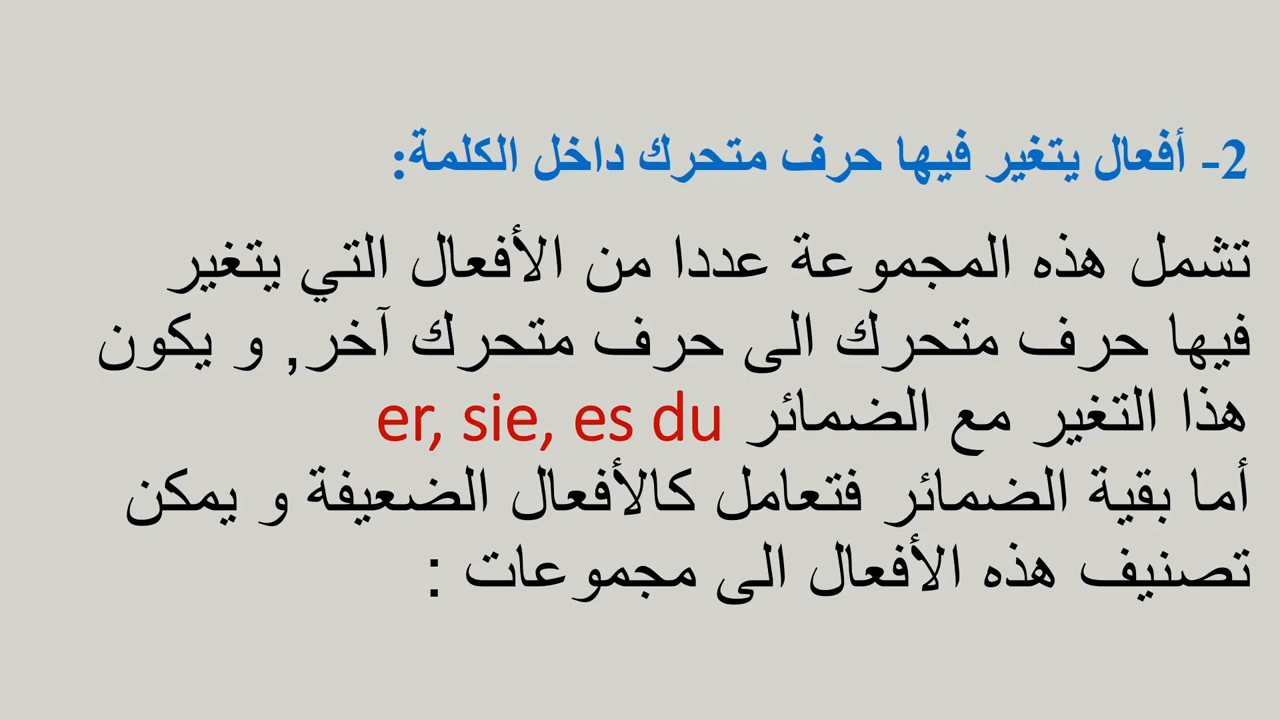 2- أفعال يتغير فيها حرف متحرك داخل الكلمة:
تشمل هذه المجموعة عددا من الأفعال التي يتغير
فيها حرف متحرك الى حرف متحرك آخر, و يكون
هذا التغير مع الضمائر er, sie, es du
أما بقية الضمائر فتعامل كالأفعال الضعيفة و يمكن
تصنيف هذه الأفعال الى مجموعات :